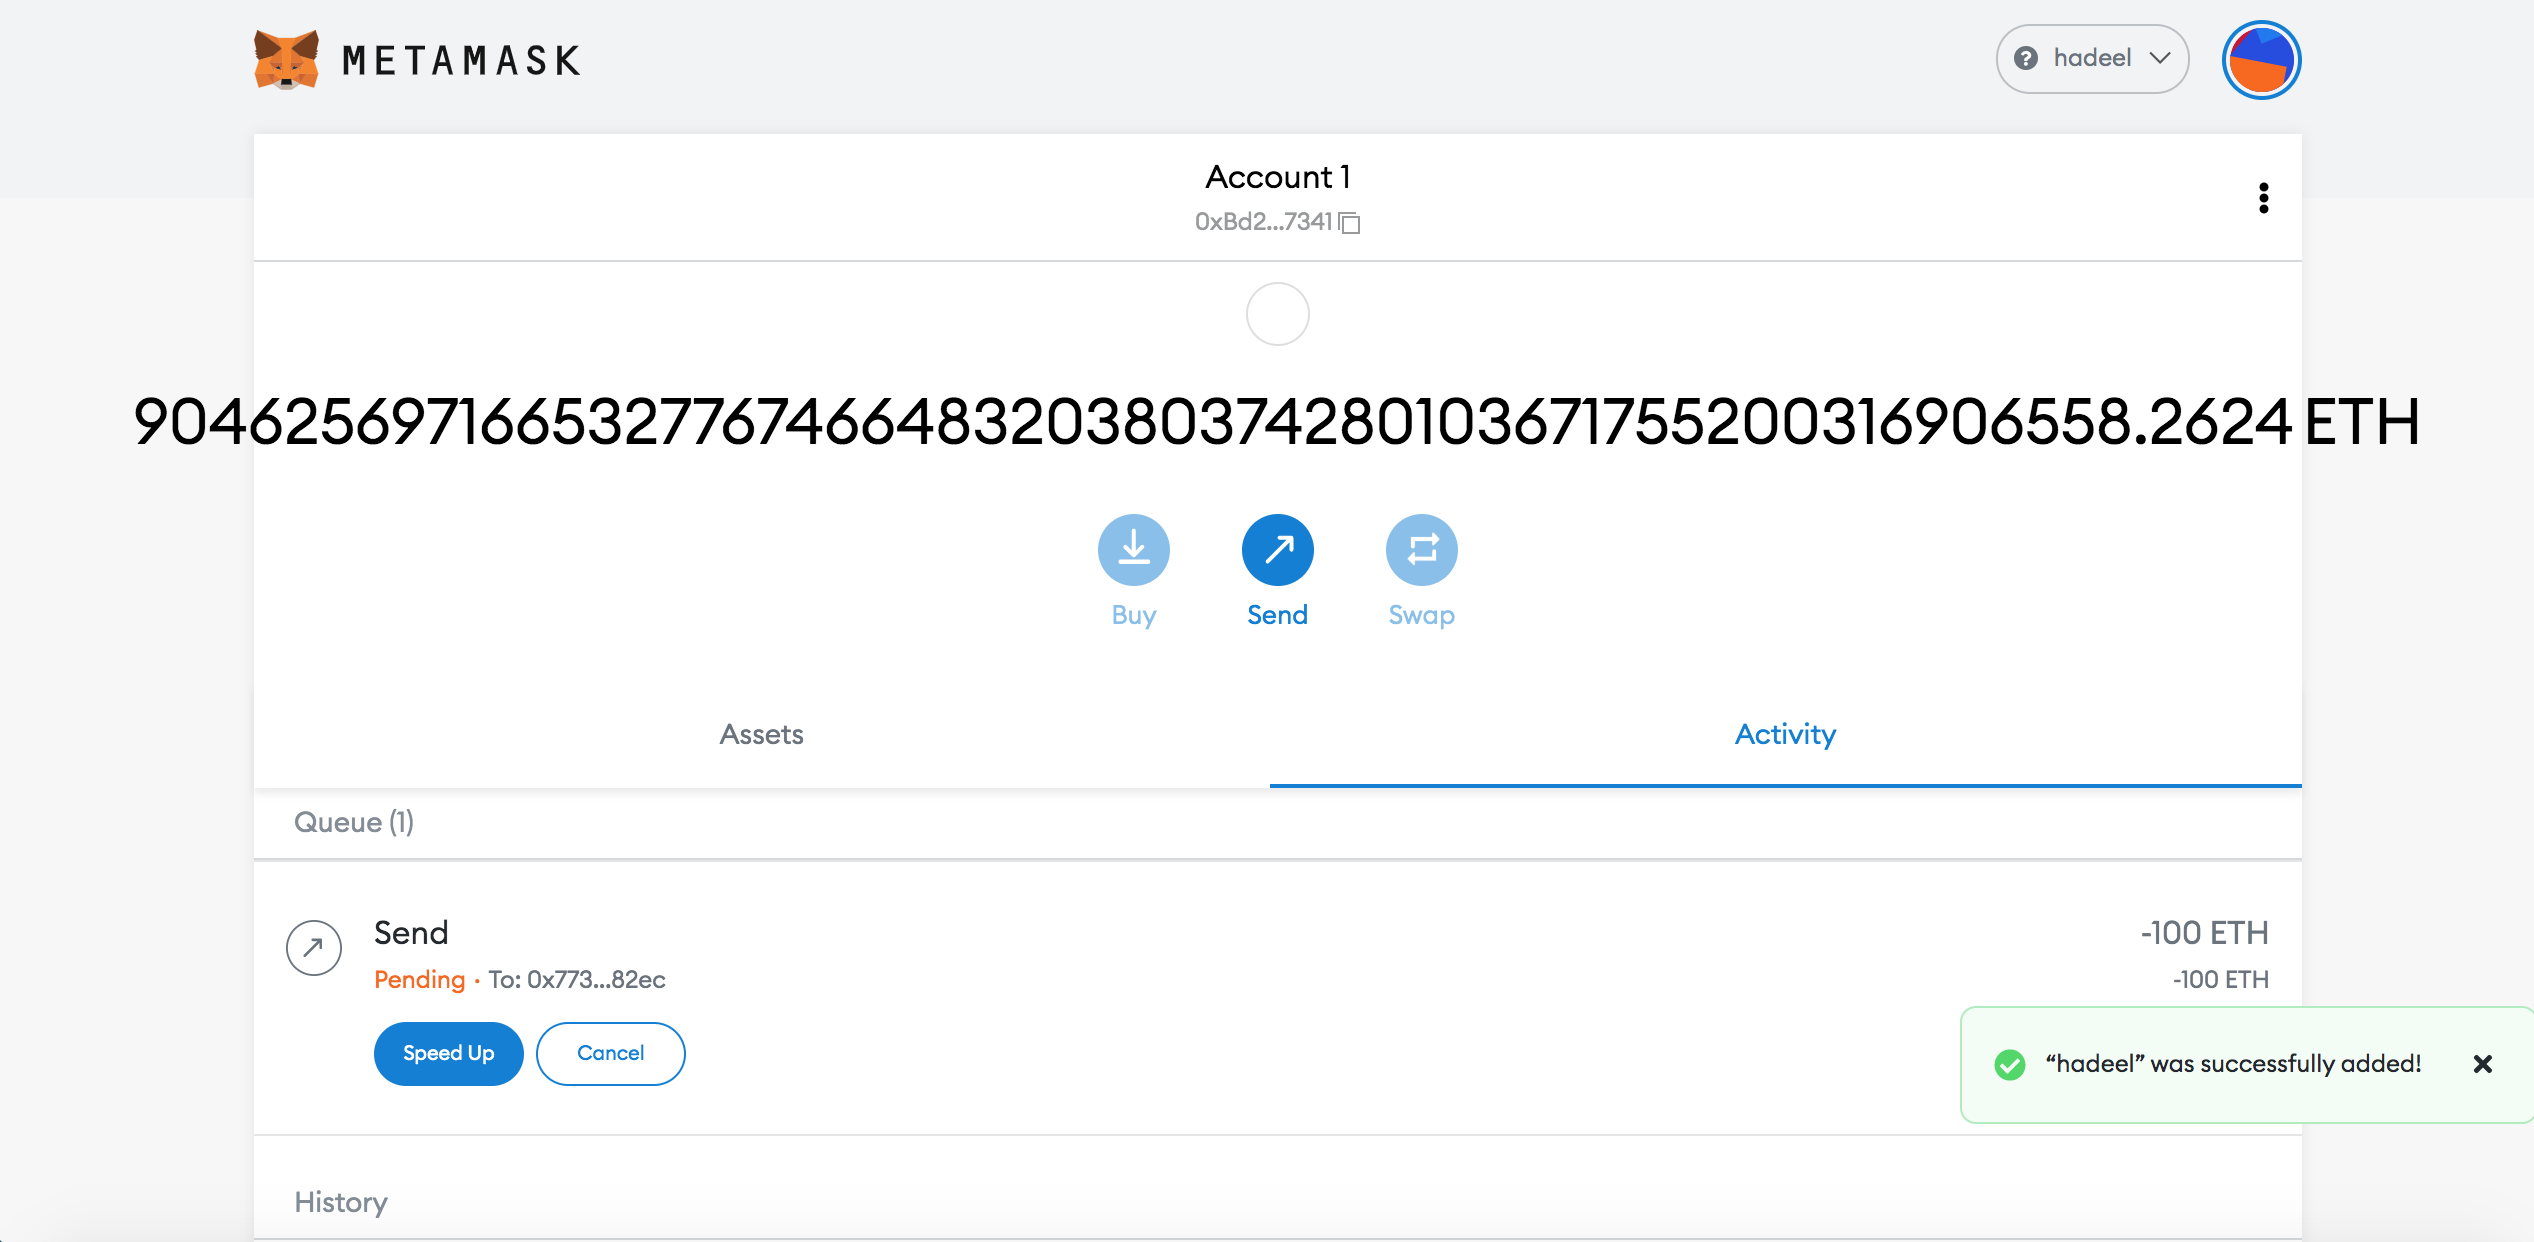 METAMASK
hadeel
Account 1
0xBd2...7341
904625697166532776746648320380374280103671755200316906558.2624 ETH
Buy
Send
Swap
Assets
Activity
Queue (1)
Send
-100 ETH
Pending · To: 0x773...82ec
-100 ETH
Speed Up
Cancel
“hadeel” was successfully added!
History